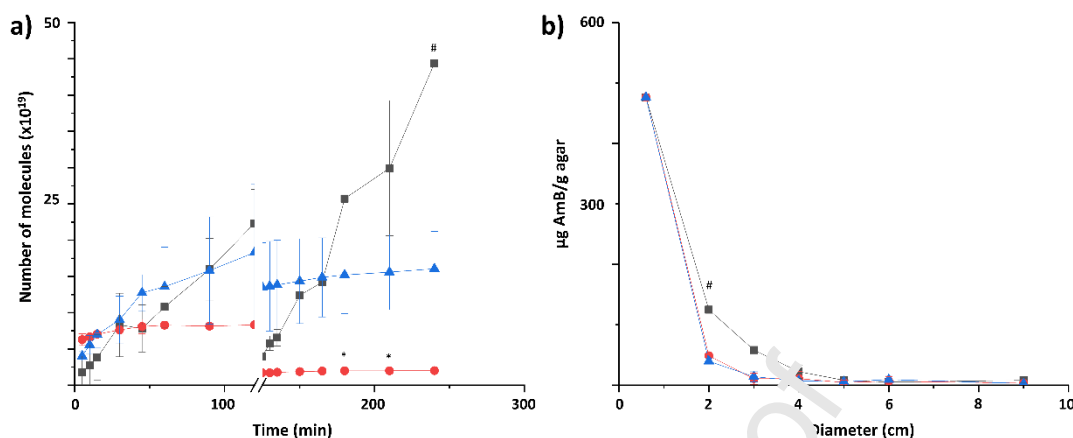 a)
50
25
Number of molecules (x10¹⁹)
0
100
200
300
Time (min)
#
*
*
b)
600
300
µg AmB/g agar
0
2
4
6
8
10
Diameter (cm)
#
of